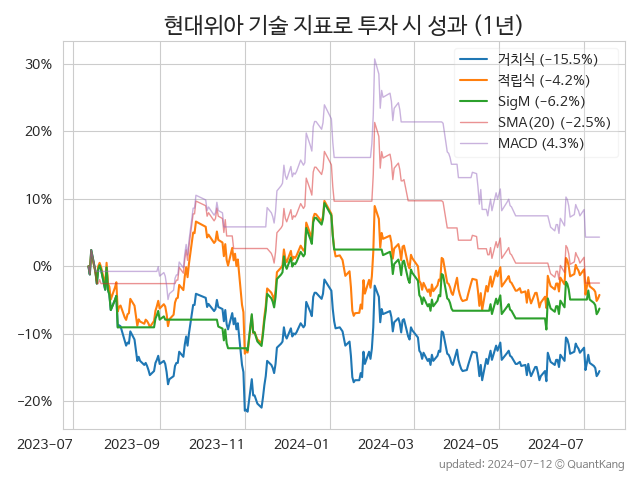 현대위아 기술 지표로 투자 시 성과 (1년)
거치식 (−15.5%)
적립식 (−4.2%)
SigM (−6.2%)
SMA(20) (−2.5%)
MACD (4.3%)
30%
20%
10%
0%
−10%
−20%
2023-07
2023-09
2023-11
2024-01
2024-03
2024-05
2024-07
updated: 2024-07-12 © QuantKang